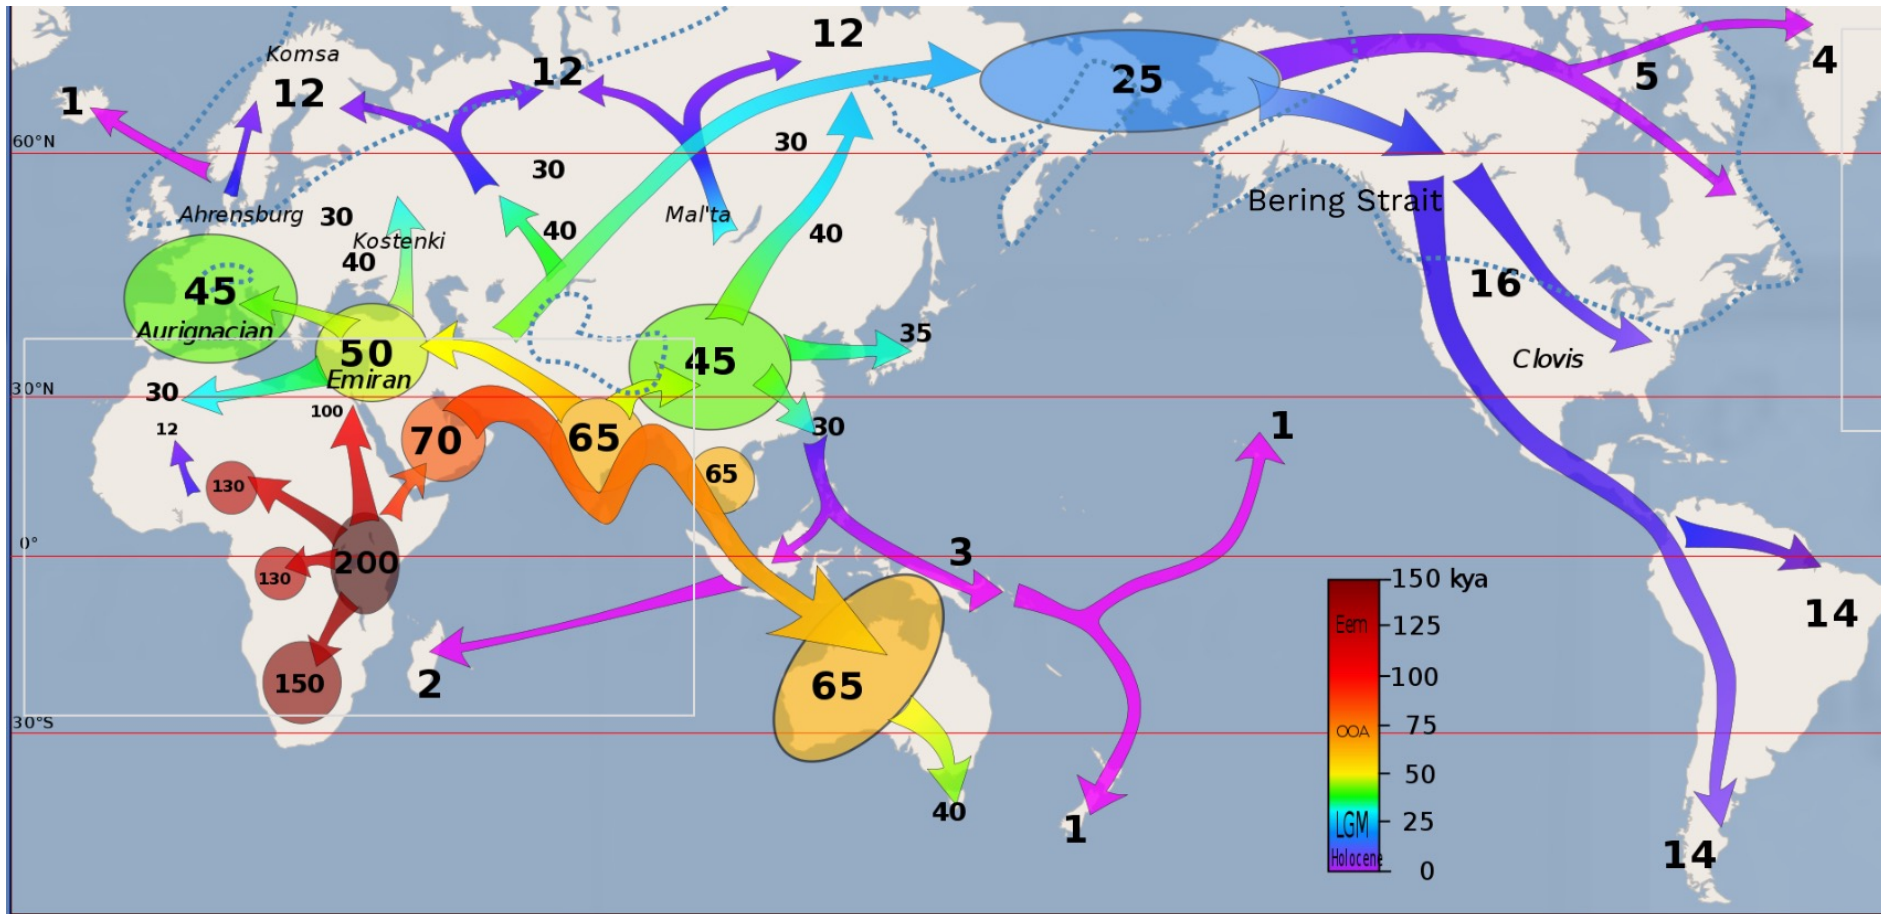 12
4
Komsa
12
12
5
25
1
60°N
30
30
Ahrensburg
30
Mal'ta
Bering Strait
40
40
Kostenki
40
45
16
Aurignacian
35
50
45
Clovis
Emiran
30°N
30
100
12
30
1
70
65
65
130
0°
200
3
130
150 kya
Eem
125
14
100
150
2
65
OOA
75
30°S
50
40
LGM
25
1
Holocene
0
14